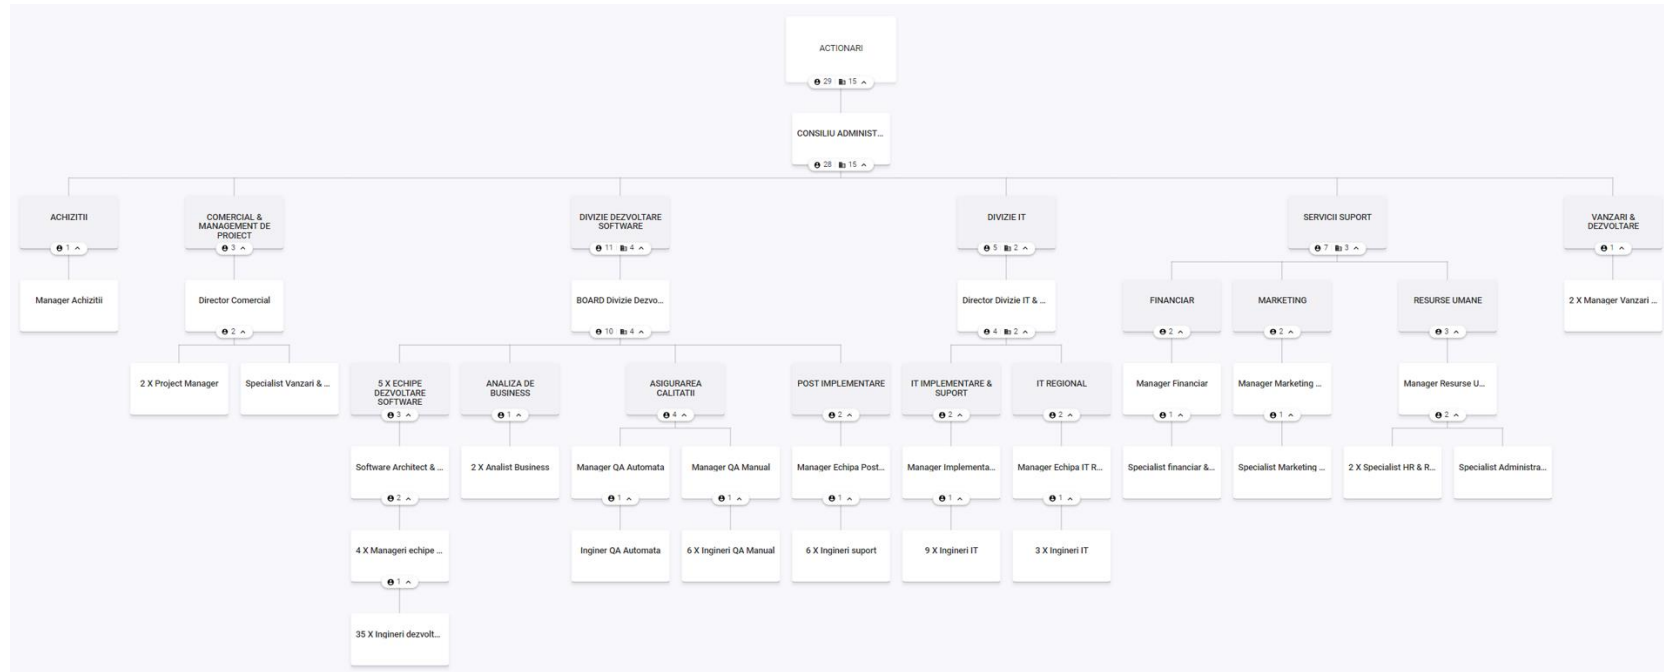 ACTIONARI
29 15
CONSILIU ADMINIST...
28 15
ACHIZITII
1
COMERCIAL &
MANAGEMENT DE
PROIECT
3
DIVIZIE DEZVOLTARE
SOFTWARE
11 4
DIVIZIE IT
5 2
SERVICII SUPORT
7 3
VANZARI &
DEZVOLTARE
1
Manager Achizitii
Director Comercial
2
BOARD Divizie Dezvo...
10 4
Director Divizie IT & ...
4 2
FINANCIAR
2
MARKETING
2
RESURSE UMANE
3
2 X Manager Vanzari ...
2 X Project Manager
Specialist Vanzari & ...
5 X ECHIPE
DEZVOLTARE
SOFTWARE
3
ANALIZA DE
BUSINESS
1
ASIGURAREA
CALITATII
4
POST IMPLEMENTARE
2
IT IMPLEMENTARE &
SUPORT
2
IT REGIONAL
2
Manager Financiar
1
Manager Marketing ...
1
Manager Resurse U...
2
Software Architect & ...
2
2 X Analist Business
Manager QA Automata
1
Manager QA Manual
1
Manager Echipa Post...
1
Manager Implementa...
1
Manager Echipa IT R...
1
Specialist financiar &...
Specialist Marketing ...
2 X Specialist HR & R...
Specialist Administra...
4 X Manageri echipe ...
1
Inginer QA Automata
6 X Ingineri QA Manual
6 X Ingineri suport
9 X Ingineri IT
3 X Ingineri IT
35 X Ingineri dezvolt...